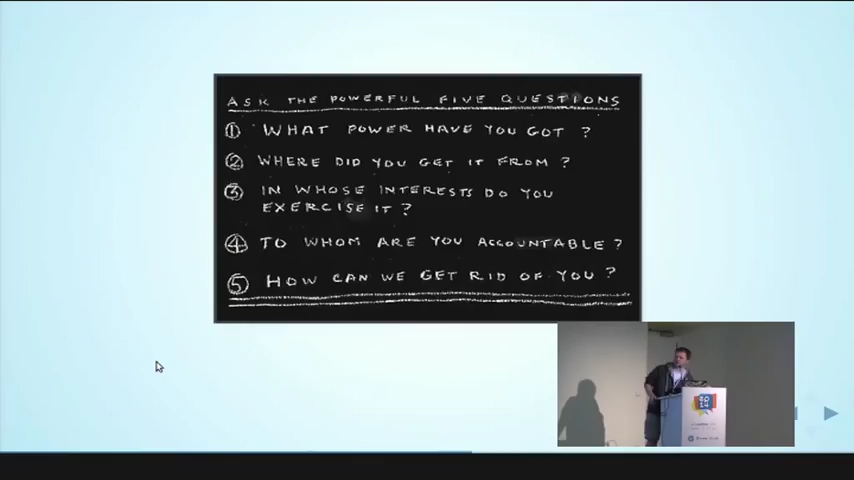 ASK THE POWERFUL FIVE QUESTIONS
① WHAT POWER HAVE YOU GOT ?
② WHERE DID YOU GET IT FROM ?
③ IN WHOSE INTERESTS DO YOU
EXERCISE IT ?
④ TO WHOM ARE YOU ACCOUNTABLE ?
⑤ HOW CAN WE GET RID OF YOU ?